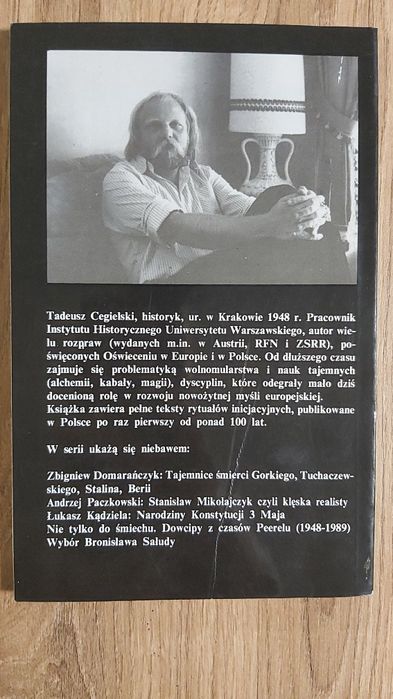 Tadeusz Cegielski, historyk, ur. w Krakowie 1948 r. Pracownik
Instytutu Historycznego Uniwersytetu Warszawskiego, autor wie-
lu rozpraw (wydanych m.in. w Austrii, RFN i ZSRR), po-
święconych Oświeceniu w Europie i w Polsce. Od dłuższego czasu
zajmuje się problematyką wolnomularstwa i nauk tajemnych
(alchemii, kabały, magii), dyscyplin, które odegrały mało dziś
docenioną rolę w rozwoju nowożytnej myśli europejskiej.
Książka zawiera pełne teksty rytuałów inicjacyjnych, publikowane
w Polsce po raz pierwszy od ponad 100 lat.
W serii ukażą się niebawem:
Zbigniew Domarańczyk: Tajemnice śmierci Gorkiego, Tuchaczew-
skiego, Stalina, Berii
Andrzej Paczkowski: Stanisław Mikołajczyk czyli klęska realisty
Łukasz Kądziela: Narodziny Konstytucji 3 Maja
Nie tylko do śmiechu. Dowcipy z czasów Peerelu (1948-1989)
Wybór Bronisława Saludy